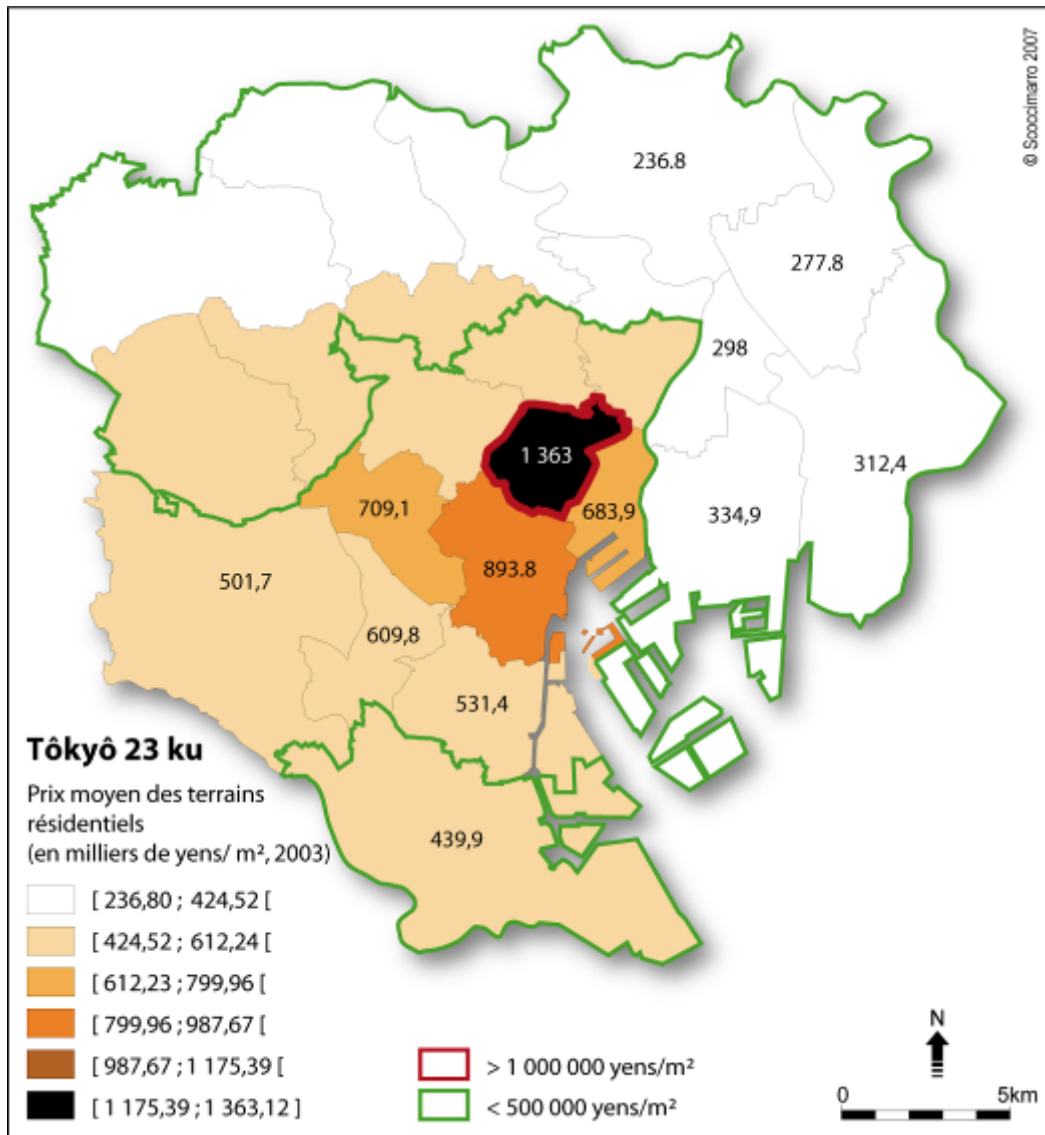 © Scoccimarro 2007
236.8
277.8
298
1 363
312,4
709,1
683,9
334,9
893.8
501,7
609,8
531,4
439,9
Tôkyô 23 ku
Prix moyen des terrains
résidentiels
(en milliers de yens/ m², 2003)
[ 236,80 ; 424,52 [
[ 424,52 ; 612,24 [
[ 612,23 ; 799,96 [
[ 799,96 ; 987,67 [
[ 987,67 ; 1 175,39 [
[ 1 175,39 ; 1 363,12 ]
> 1 000 000 yens/m²
< 500 000 yens/m²
N
0 5km